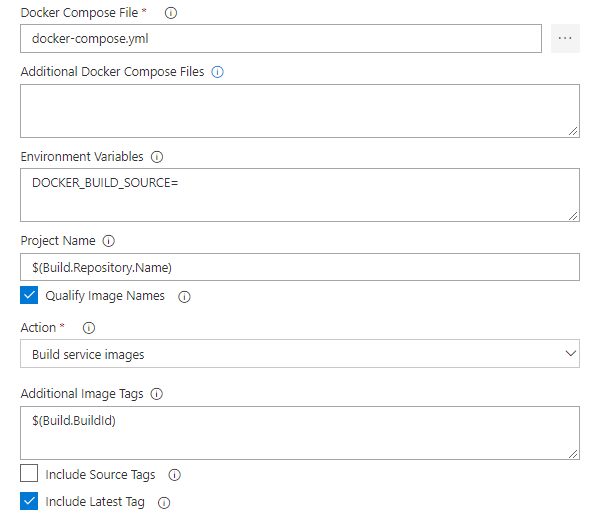 Docker Compose File *
docker-compose.yml
...
Additional Docker Compose Files
Environment Variables
DOCKER_BUILD_SOURCE=
Project Name
$(Build.Repository.Name)
Qualify Image Names
Action *
Build service images
Additional Image Tags
$(Build.BuildId)
Include Source Tags
Include Latest Tag